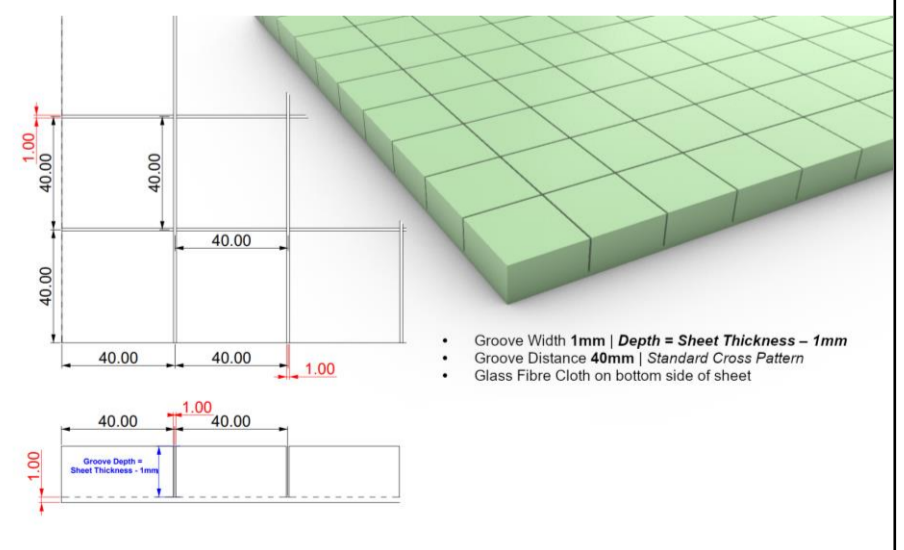 1.00
40.00
40.00
40.00
40.00
40.00
40.00
1.00
• Groove Width 1mm | Depth = Sheet Thickness – 1mm
• Groove Distance 40mm | Standard Cross Pattern
• Glass Fibre Cloth on bottom side of sheet
1.00
40.00
40.00
Groove Depth =
Sheet Thickness - 1mm
1.00